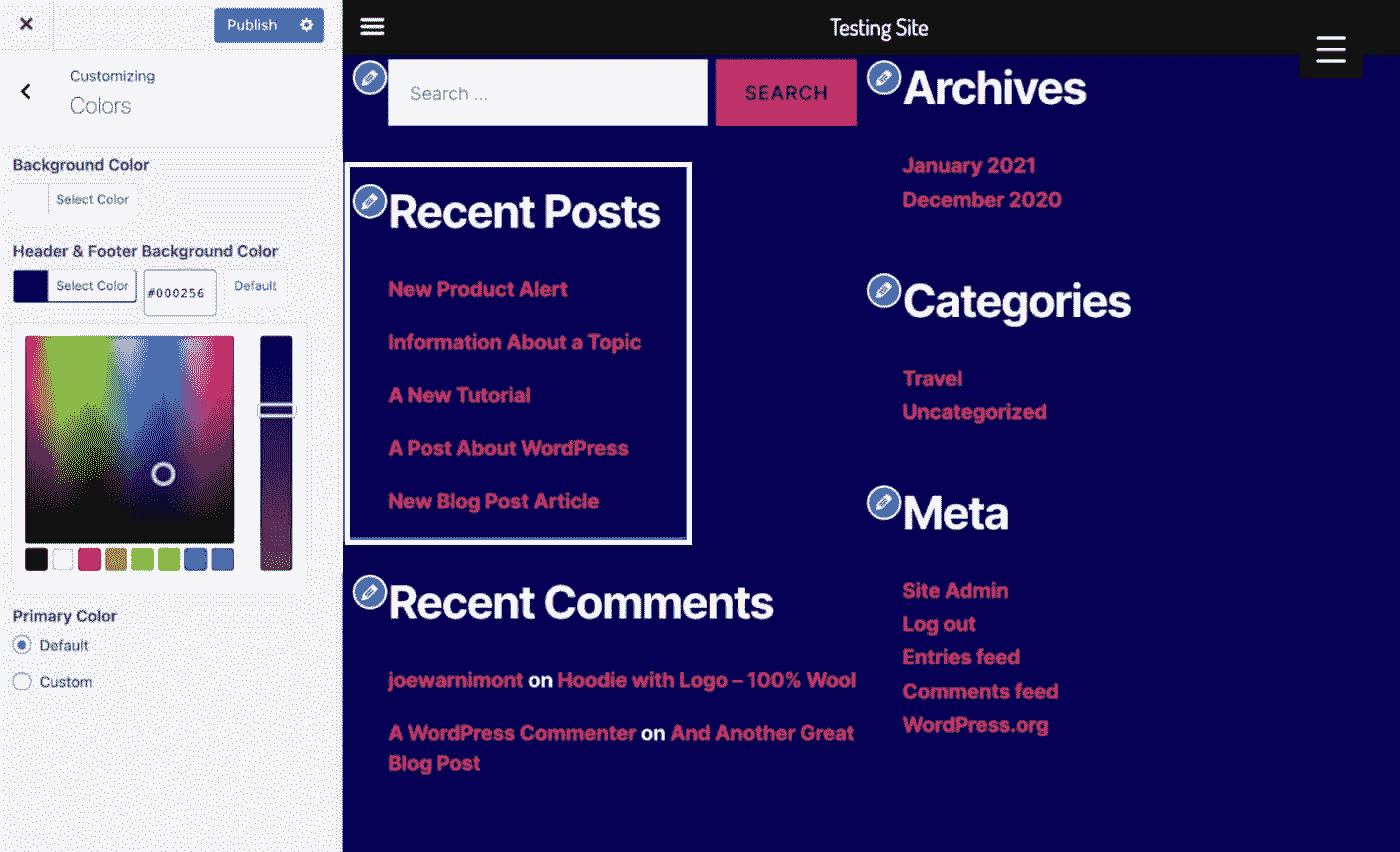 Publish
Customizing
Colors
Background Color
Select Color
Header & Footer Background Color
Select Color
#000256
Default
Primary Color
Default
Custom
Testing Site
Search ...
SEARCH
Recent Posts
New Product Alert
Information About a Topic
A New Tutorial
A Post About WordPress
New Blog Post Article
Recent Comments
joewarnimont on Hoodie with Logo – 100% Wool
A WordPress Commenter on And Another Great
Blog Post
Archives
January 2021
December 2020
Categories
Travel
Uncategorized
Meta
Site Admin
Log out
Entries feed
Comments feed
WordPress.org